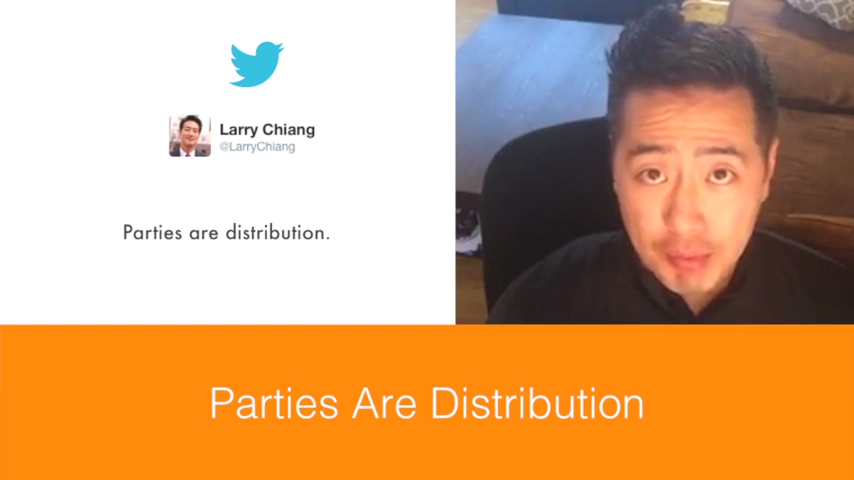 Larry Chiang
@LarryChiang
Parties are distribution.
Parties Are Distribution